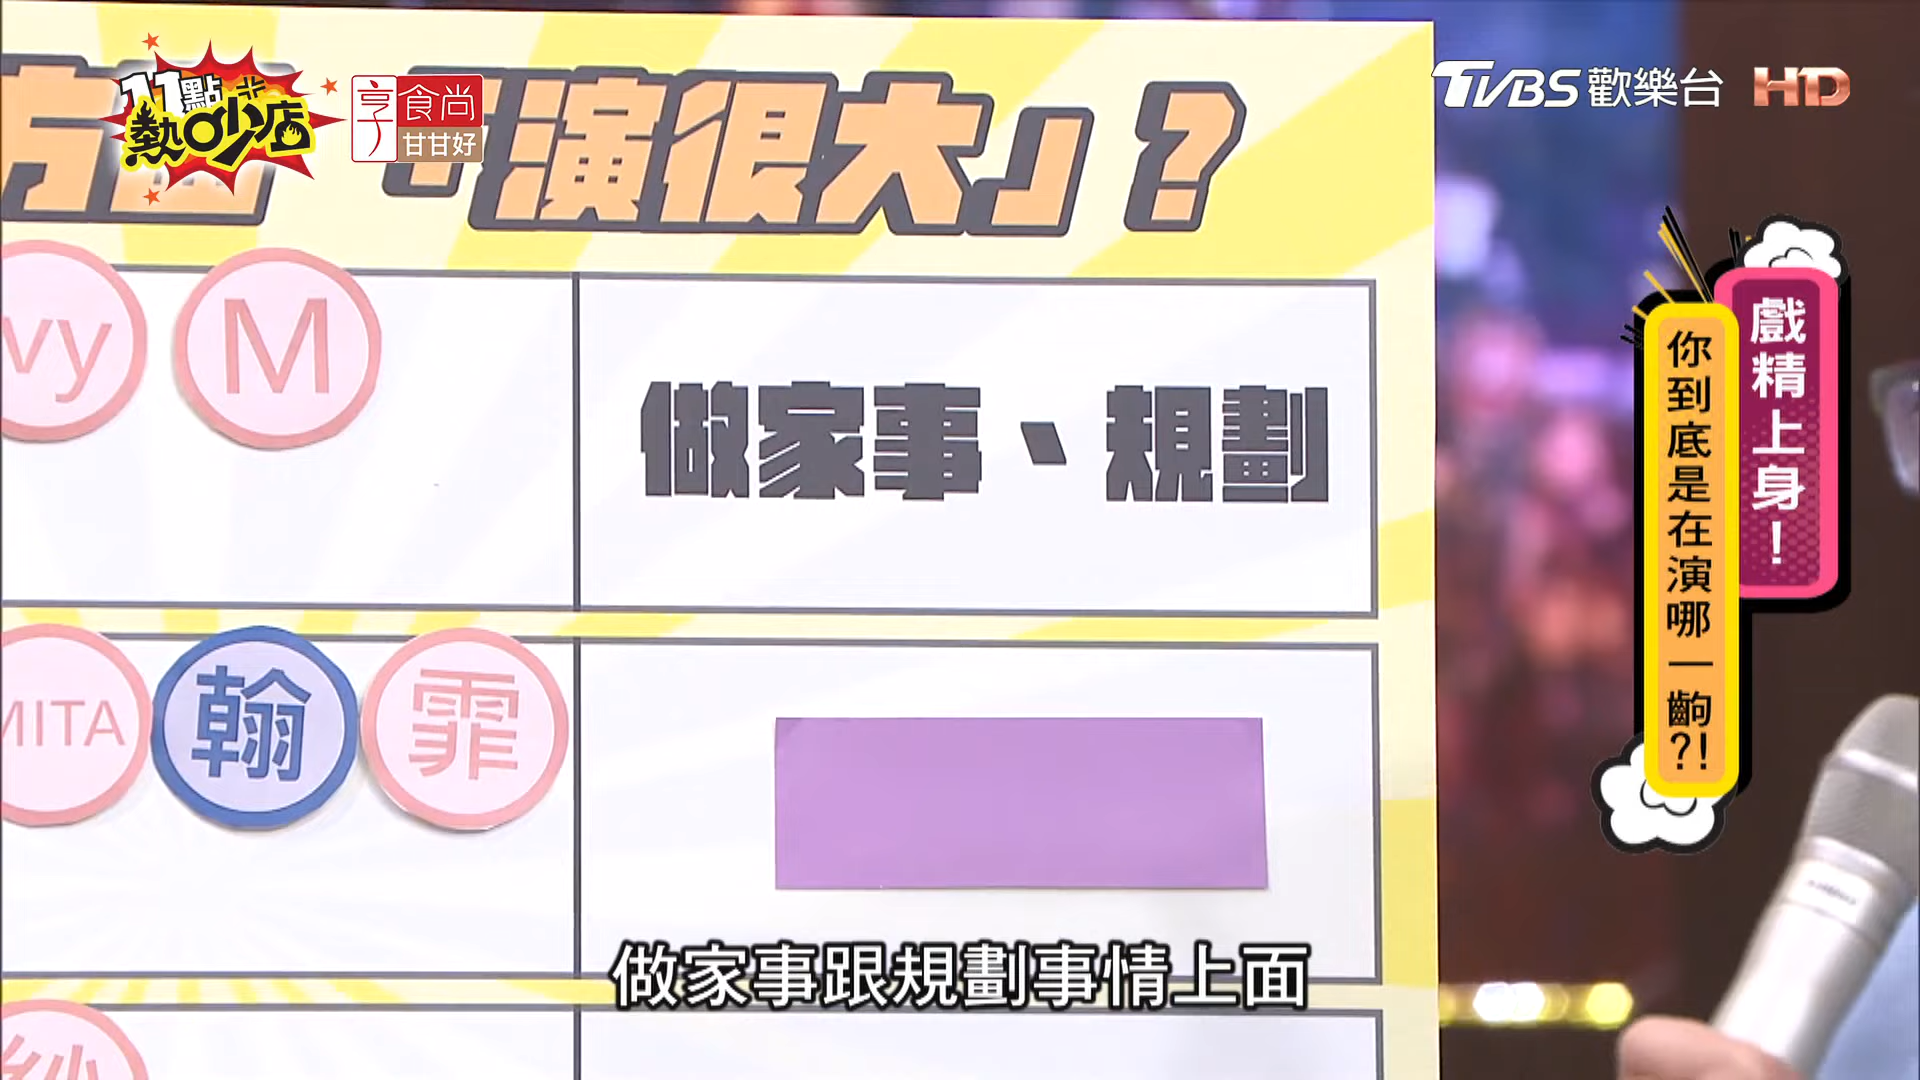 11點
熱吵店
享食尚
甘甘好
TVBS歡樂台 HD
「演很大」?
vy M
做家事、規劃
MITA 翰 霏
戲精上身!
你到底是在演哪一齣?!
做家事跟規劃事情上面